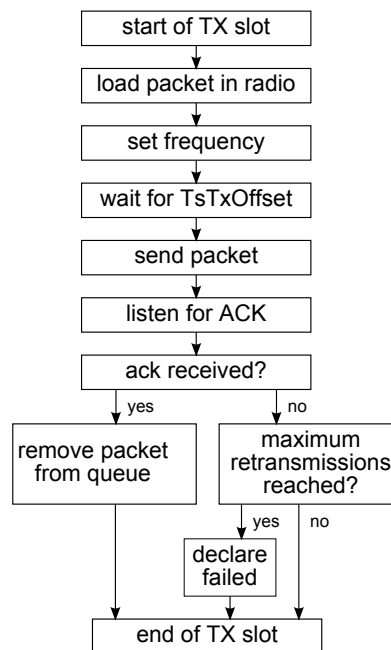 start of TX slot
load packet in radio
set frequency
wait for TsTxOffset
send packet
listen for ACK
ack received?
yes
no
remove packet
from queue
maximum
retransmissions
reached?
yes
no
declare
failed
end of TX slot